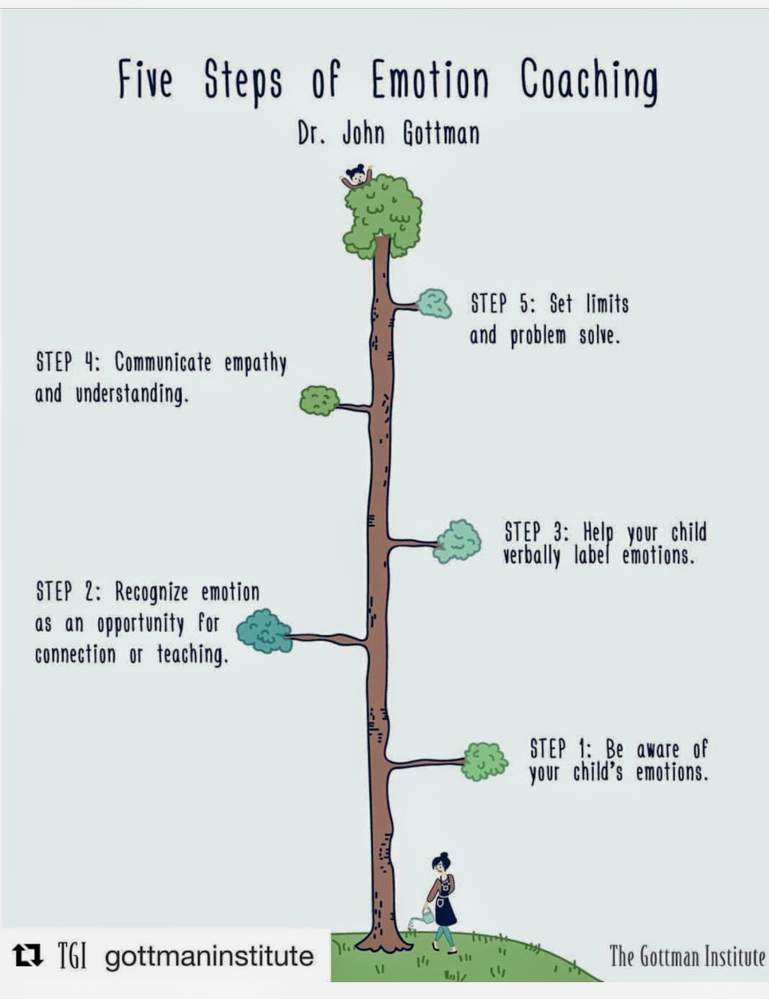 Five Steps of Emotion Coaching
Dr. John Gottman
STEP 5: Set limits
and problem solve.
STEP 4: Communicate empathy
and understanding.
STEP 3: Help your child
verbally label emotions.
STEP 2: Recognize emotion
as an opportunity for
connection or teaching.
STEP 1: Be aware of
your child's emotions.
TGI gottmaninstitute
The Gottman Institute